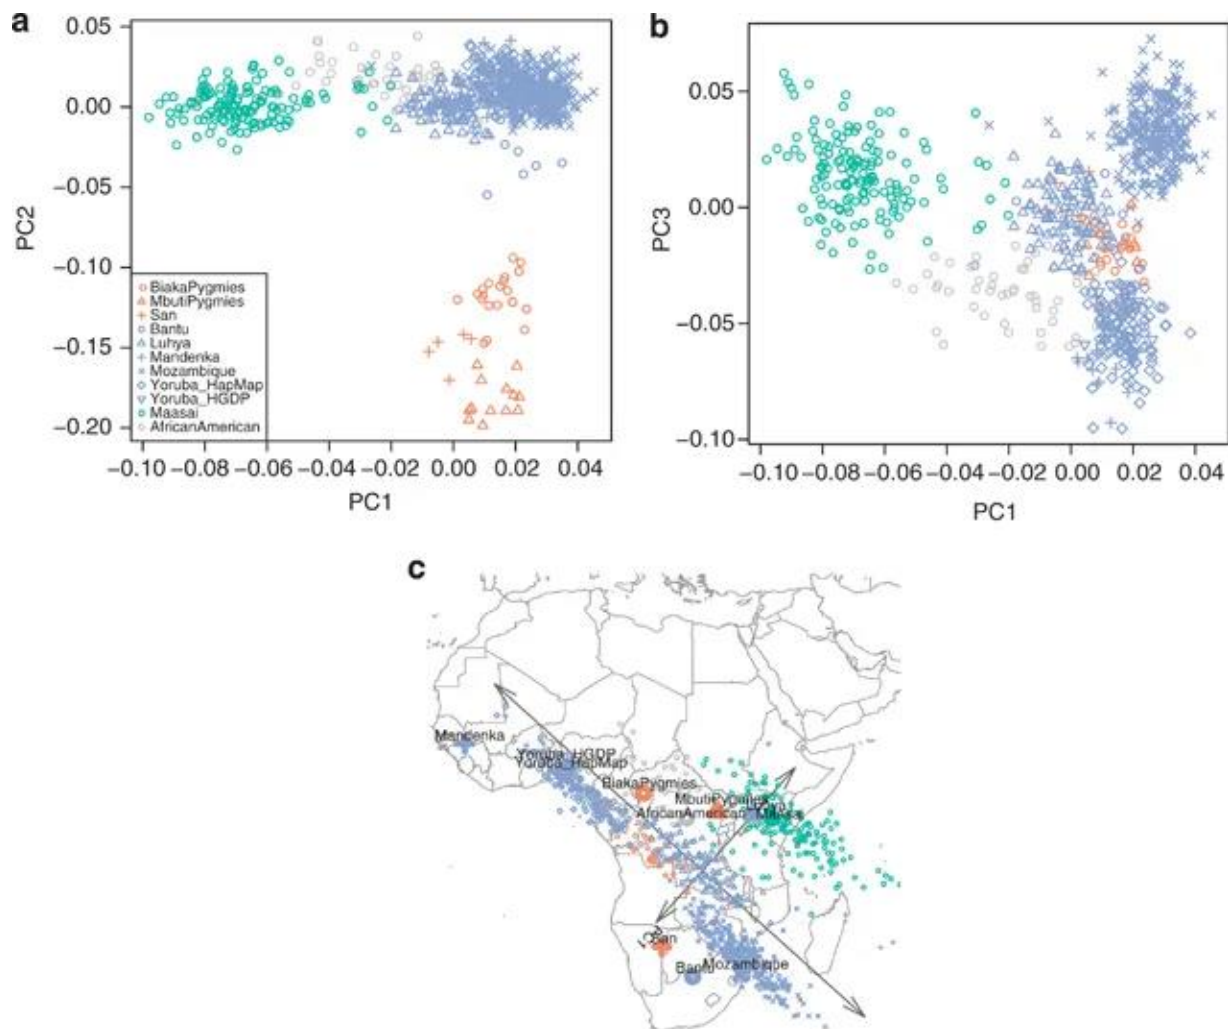 a
0.05
0.00
−0.05
−0.10
−0.15
−0.20
PC2
BiakaPygmies
MbutiPygmies
San
Bantu
Luhya
Mandenka
Mozambique
Yoruba_HapMap
Yoruba_HGDP
Maasai
AfricanAmerican
−0.10 −0.08 −0.06 −0.04 −0.02 0.00 0.02 0.04
PC1
b
0.05
0.00
−0.05
−0.10
PC3
−0.10 −0.08 −0.06 −0.04 −0.02 0.00 0.02 0.04
PC1
c
Mandenka
Yoruba_HGDP
Yoruba_HapMap
BiakaPygmies
MbutiPygmies
AfricanAmerican
Maasai
PC1
San
Bantu
Mozambique